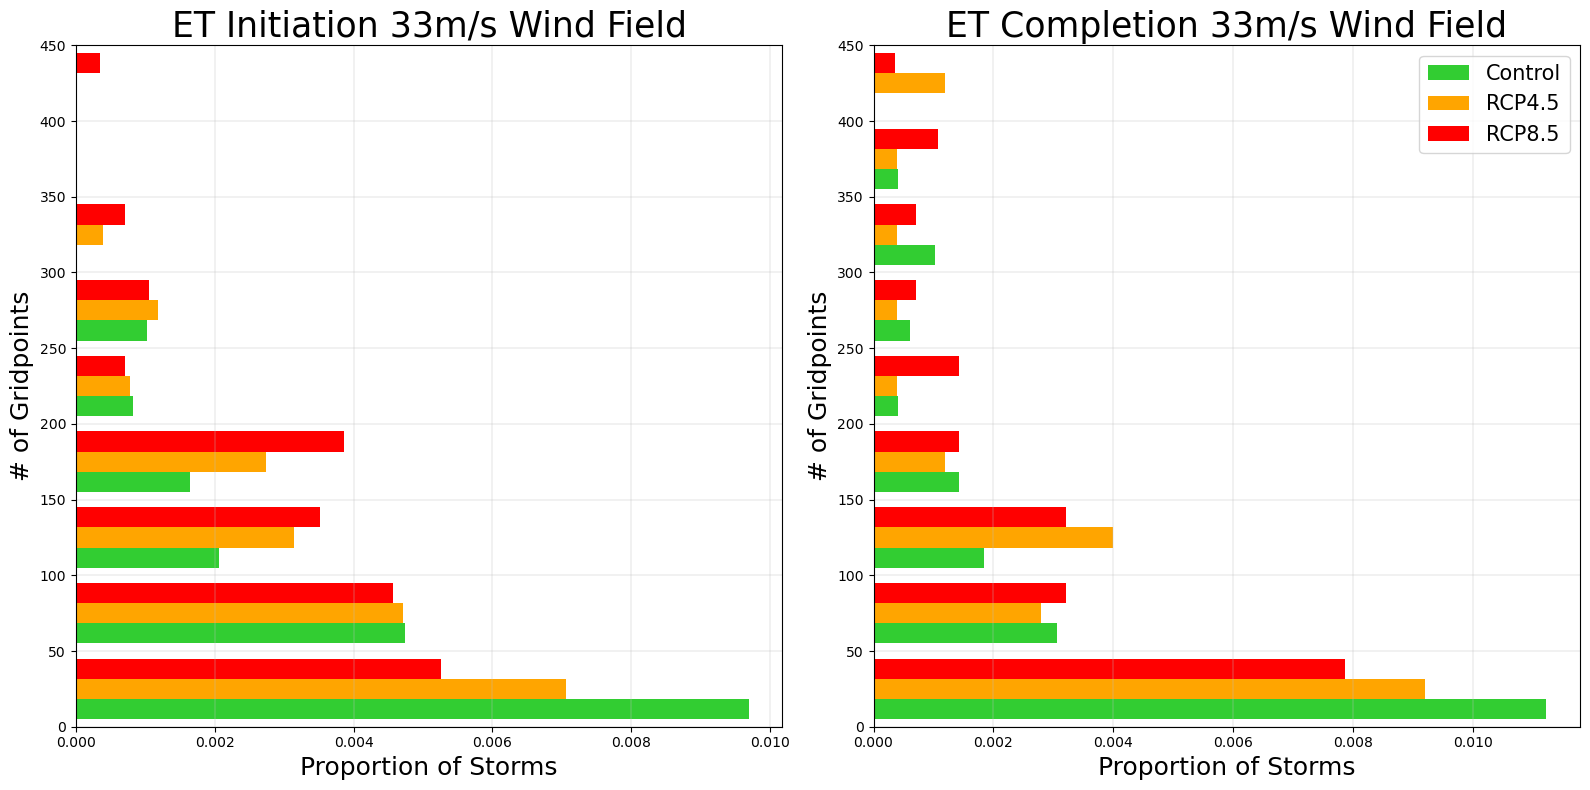 ET Initiation 33m/s Wind Field
450
400
350
300
250
200
150
100
50
0
# of Gridpoints
0.000 0.002 0.004 0.006 0.008 0.010
Proportion of Storms
ET Completion 33m/s Wind Field
450
400
350
300
250
200
150
100
50
0
# of Gridpoints
Control
RCP4.5
RCP8.5
0.000 0.002 0.004 0.006 0.008 0.010
Proportion of Storms